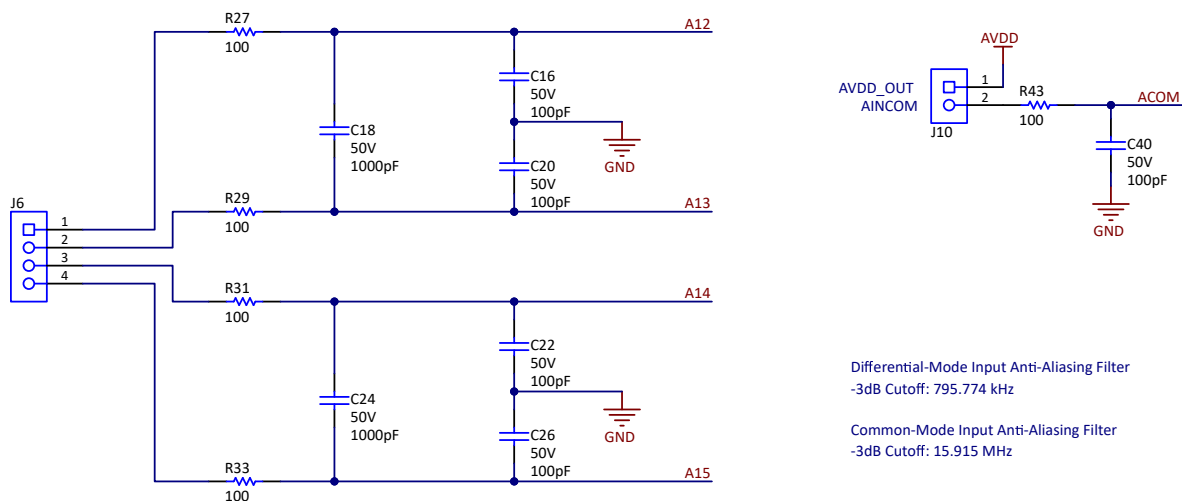 R27
100
A12
C16
50V
100pF
C18
50V
1000pF
GND
C20
50V
100pF
R29
100
A13
J6
1
2
3
4
R31
100
A14
C22
50V
100pF
C24
50V
1000pF
GND
C26
50V
100pF
R33
100
A15
AVDD
AVDD_OUT
AINCOM
1
2
J10
R43
100
ACOM
C40
50V
100pF
GND
Differential-Mode Input Anti-Aliasing Filter
-3dB Cutoff: 795.774 kHz
Common-Mode Input Anti-Aliasing Filter
-3dB Cutoff: 15.915 MHz